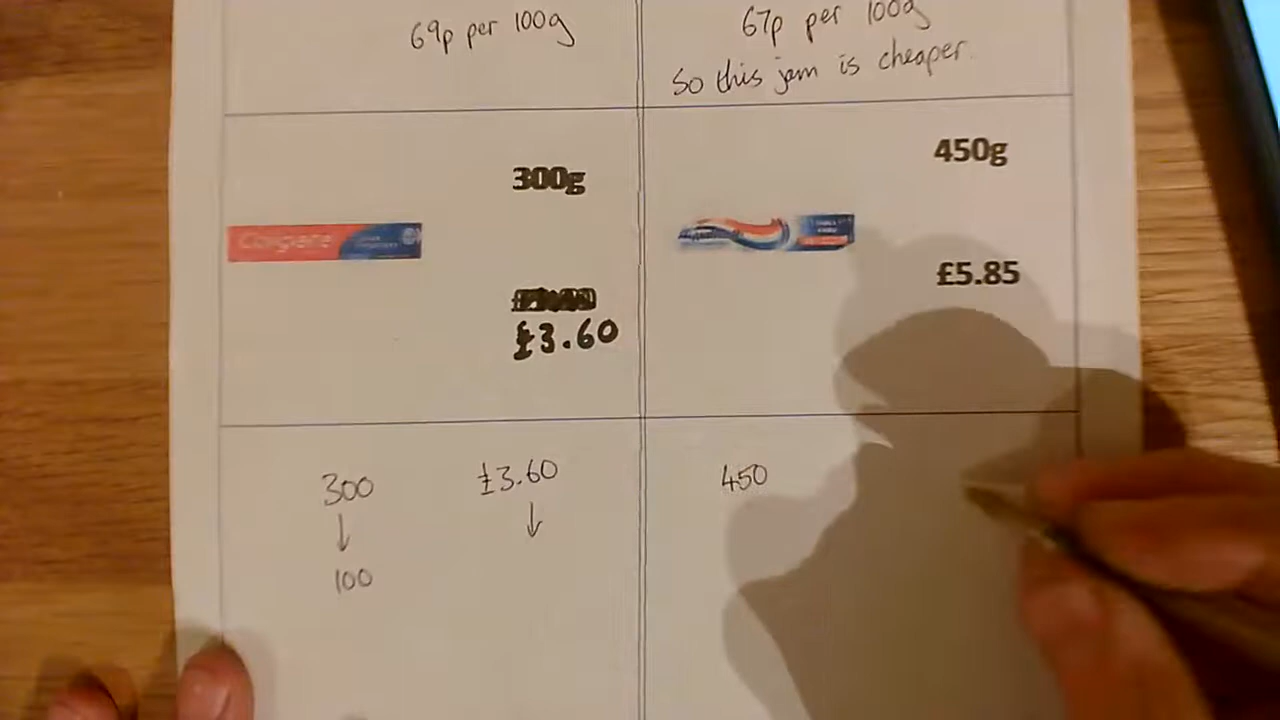 69p per 100g
67p per 100g
So this jam is cheaper.
300g
£3.60
450g
£5.85
300
£3.60
↓
↓
100
450